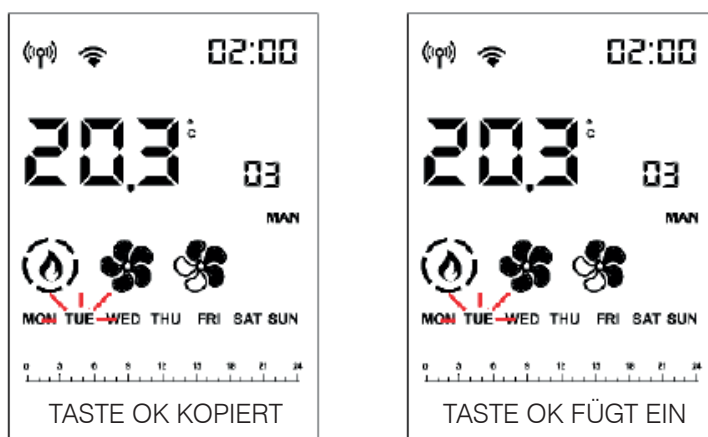 02:00
20,3 °C
03
MAN
MON TUE WED THU FRI SAT SUN
0 3 6 9 12 15 18 21 24
TASTE OK KOPIERT
02:00
20,3 °C
03
MAN
MON TUE WED THU FRI SAT SUN
0 3 6 9 12 15 18 21 24
TASTE OK FÜGT EIN